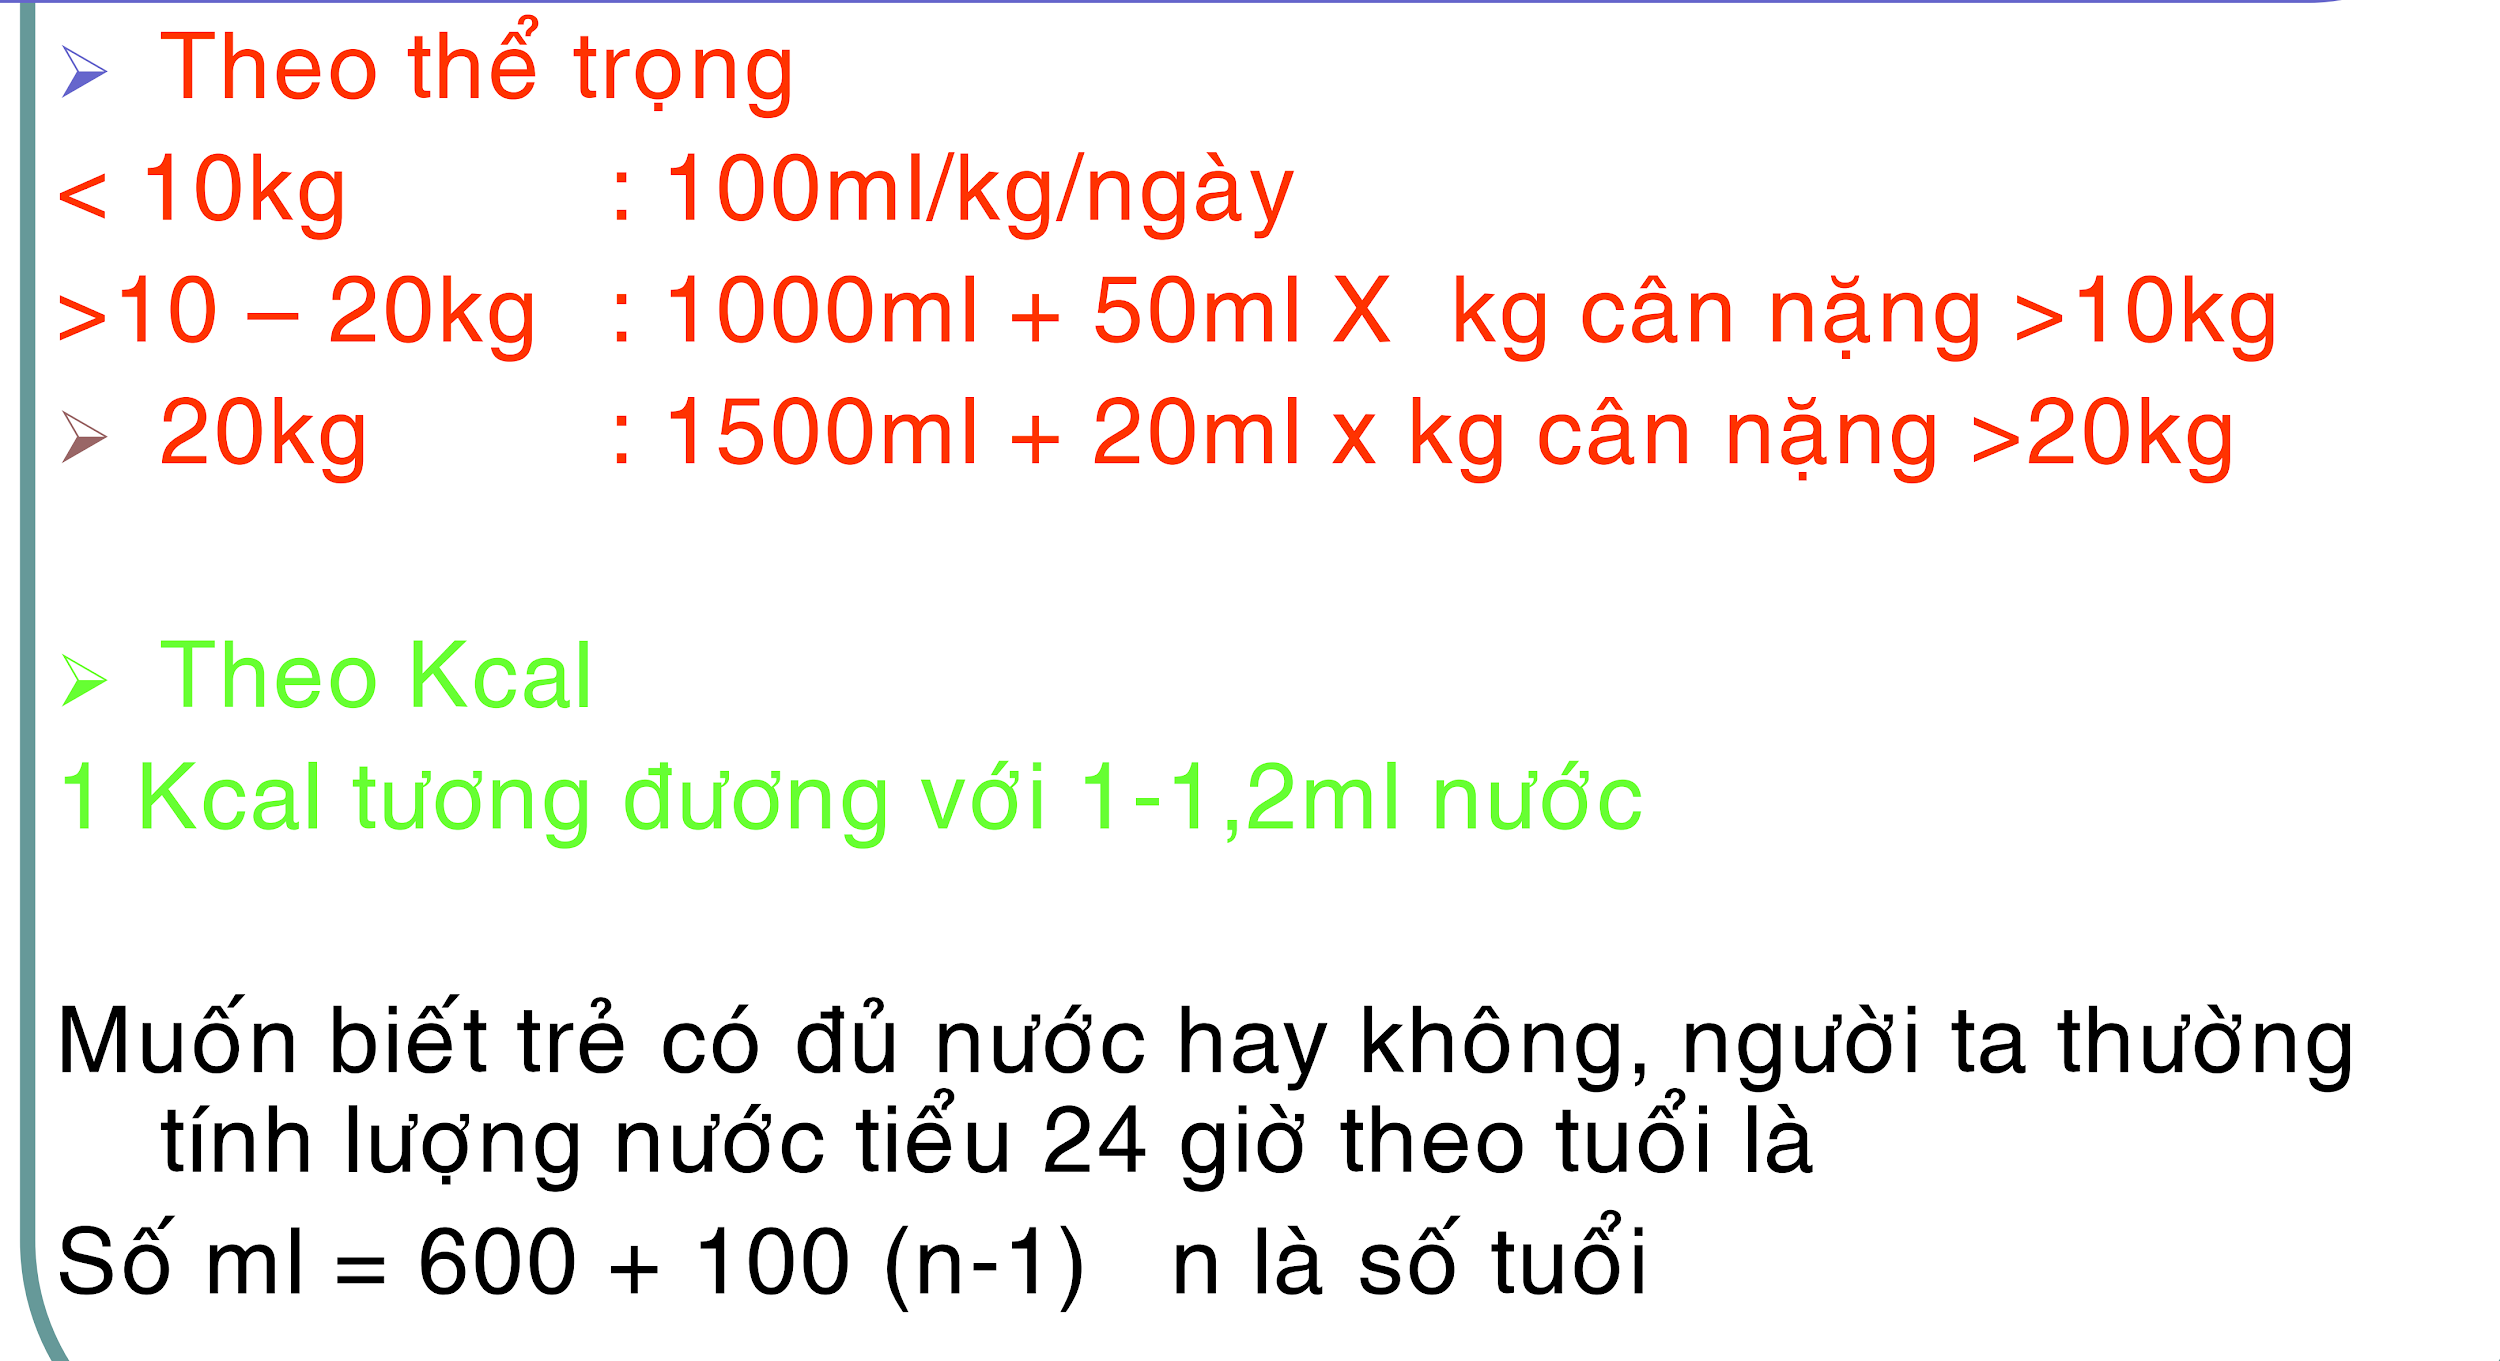 Theo thể trọng
< 10kg : 100ml/kg/ngày
>10 – 20kg : 1000ml + 50ml X kg cân nặng >10kg
20kg : 1500ml + 20ml x kg cân nặng >20kg
Theo Kcal
1 Kcal tương đương với 1-1,2ml nước
Muốn biết trẻ có đủ nước hay không, người ta thường
tính lượng nước tiểu 24 giờ theo tuổi là
Số ml = 600 + 100 (n-1) n là số tuổi